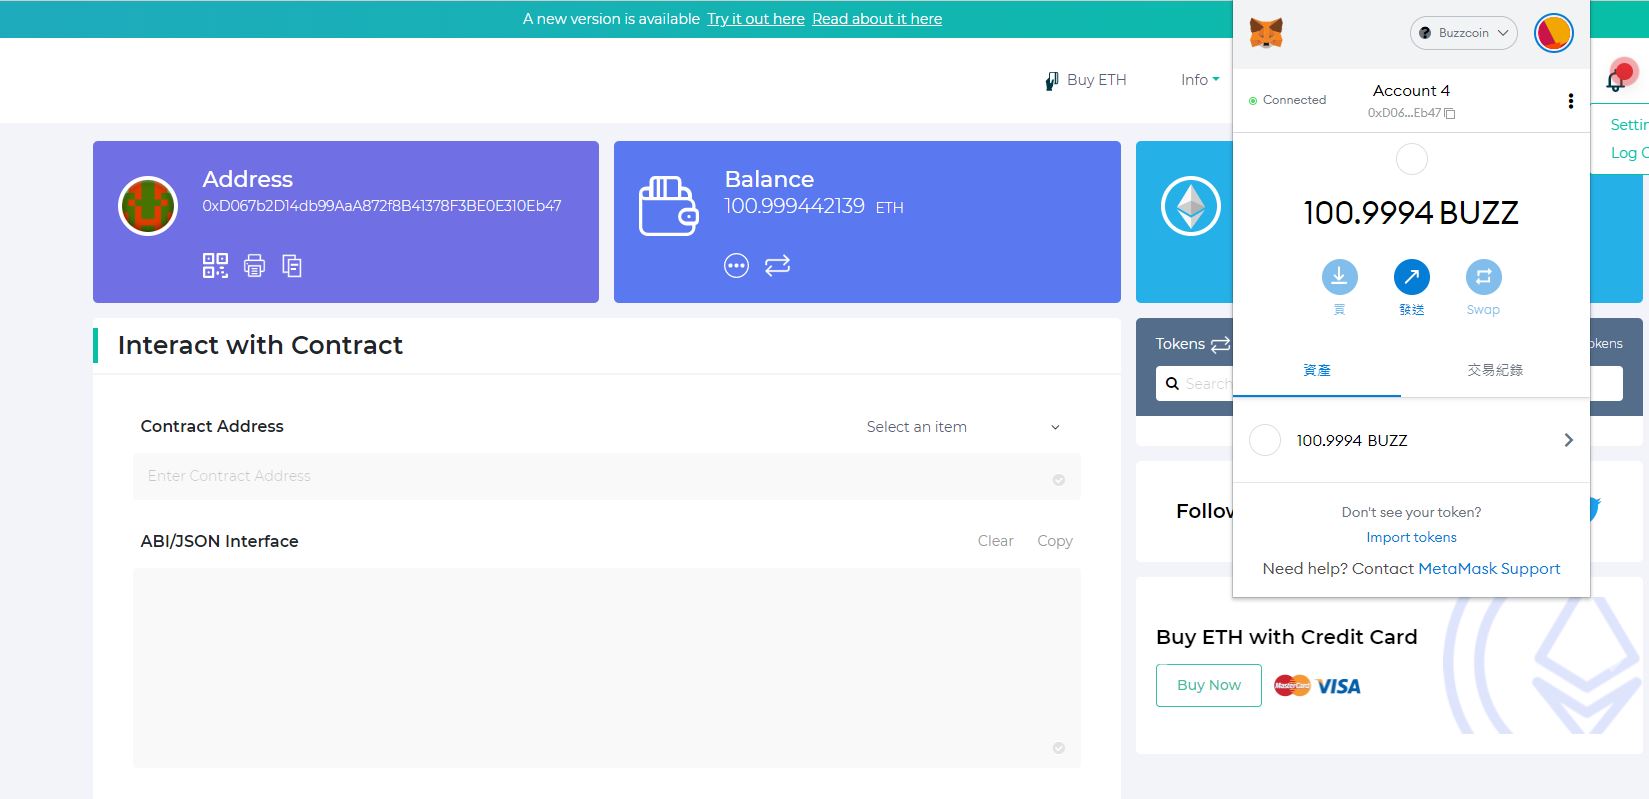 A new version is available Try it out here Read about it here
Buy ETH
Info
Address
0xD067b2D14db99AaA872f8B41378F3BE0E310Eb47
Balance
100.999442139 ETH
Interact with Contract
Contract Address
Select an item
Enter Contract Address
ABI/JSON Interface
Clear
Copy
Buzzcoin
Connected
Account 4
0xD06...Eb47
100.9994 BUZZ
買
發送
Swap
資產
交易紀錄
100.9994 BUZZ
Don't see your token?
Import tokens
Need help? Contact MetaMask Support
Tokens
Search
Buy ETH with Credit Card
Buy Now
MasterCard
VISA